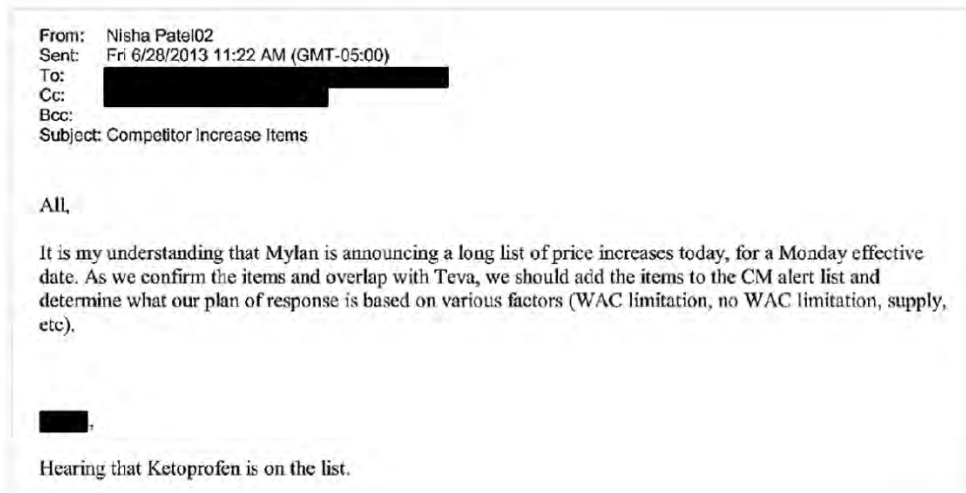 From: Nisha Patel02
Sent: Fri 6/28/2013 11:22 AM (GMT-05:00)
To:
Cc:
Bcc:
Subject: Competitor Increase Items
All,
It is my understanding that Mylan is announcing a long list of price increases today, for a Monday effective
date. As we confirm the items and overlap with Teva, we should add the items to the CM alert list and
determine what our plan of response is based on various factors (WAC limitation, no WAC limitation, supply,
etc).
,
Hearing that Ketoprofen is on the list.